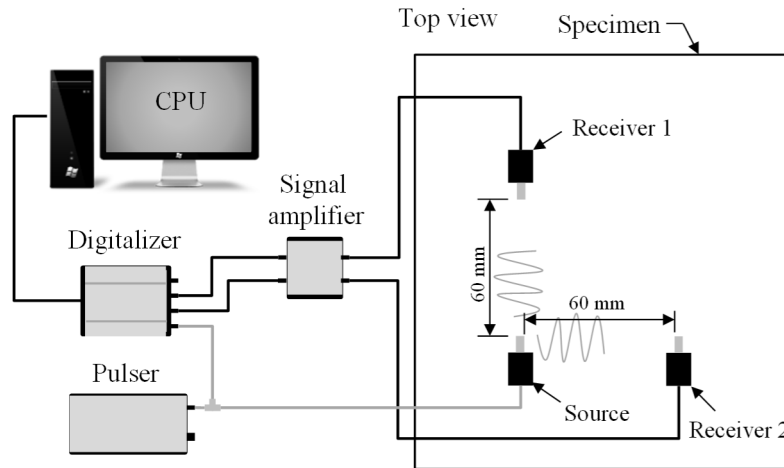 Top view
Specimen
CPU
Receiver 1
Signal
amplifier
Digitalizer
60 mm
60 mm
Pulser
Source
Receiver 2